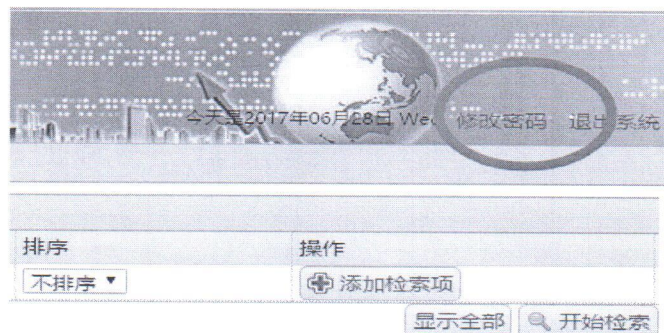 今天是2017年06月28日 Wed 修改密码 退出系统
排序 操作
不排序 添加检索项
显示全部 开始检索